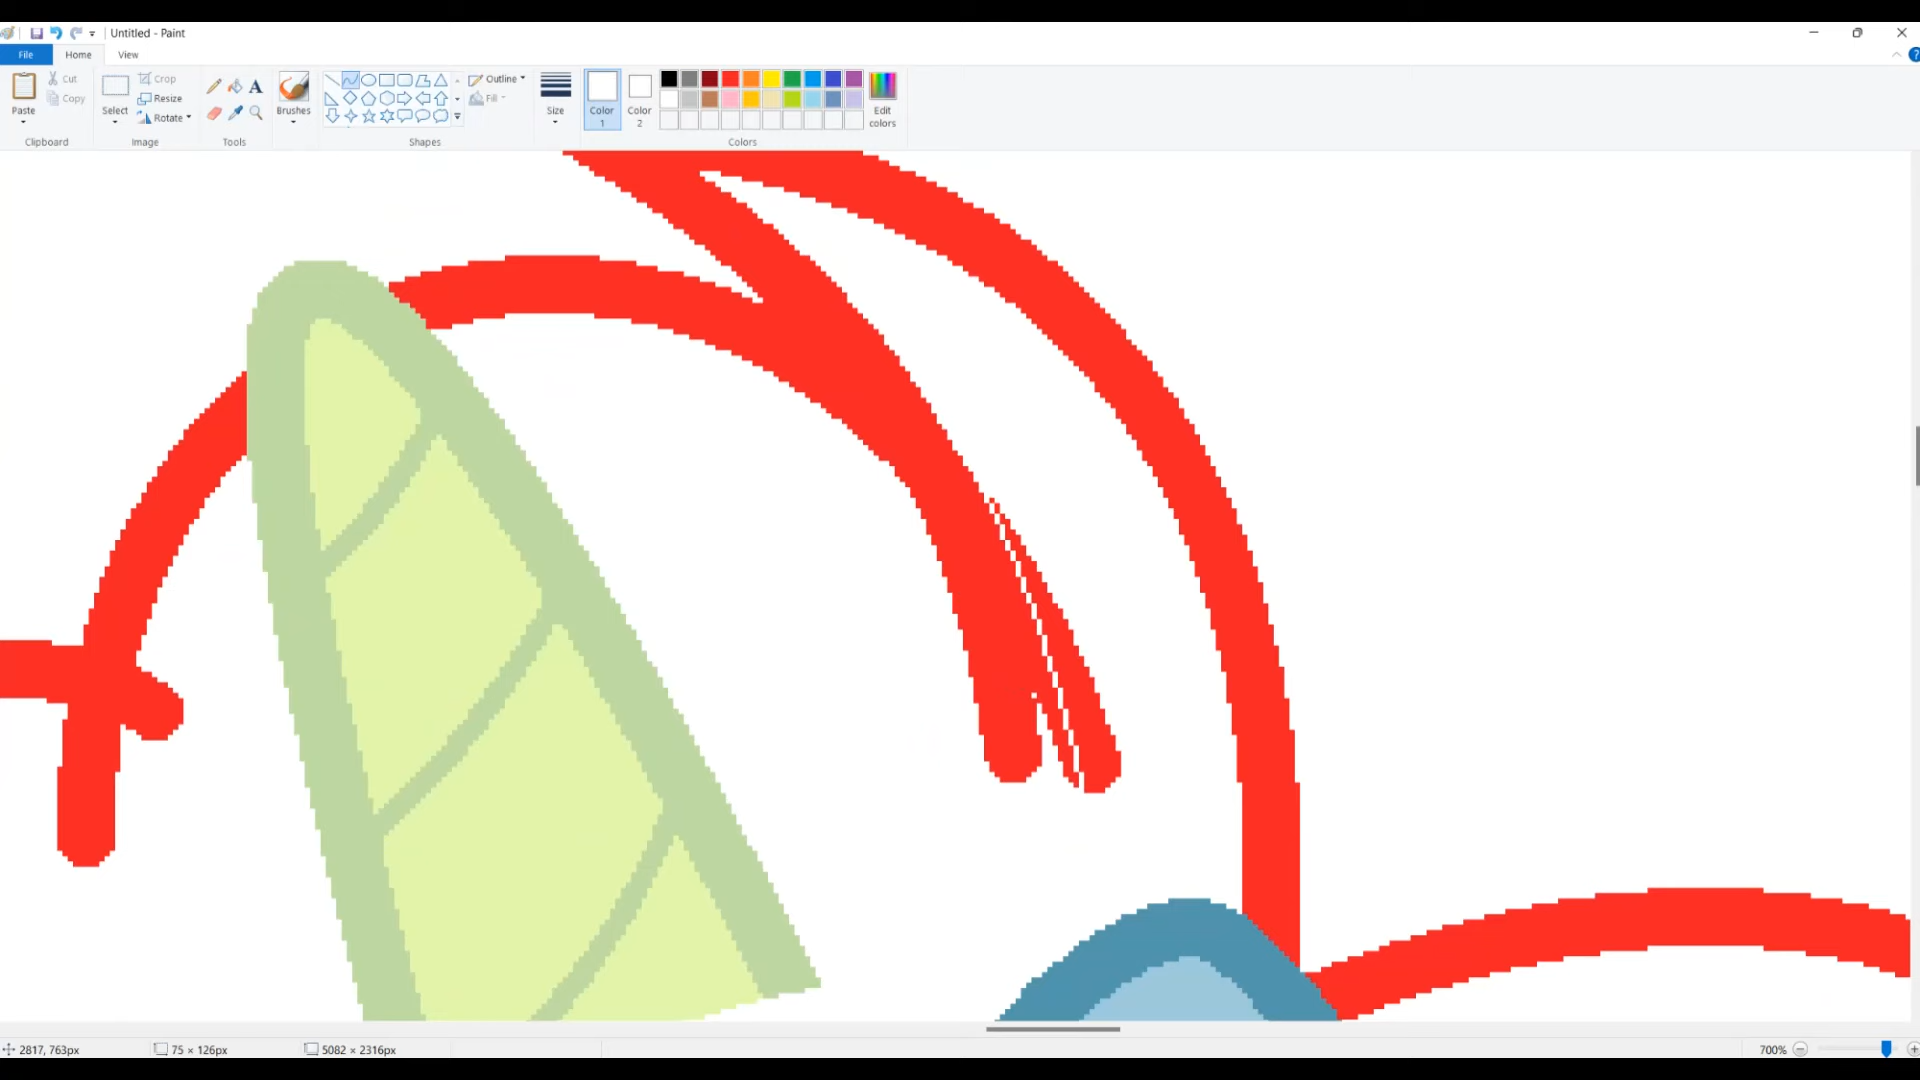 Untitled - Paint
File Home View
Paste
Cut
Copy
Clipboard
Select
Crop
Resize
Rotate
Image
A
Tools
Brushes
Outline
Fill
Shapes
Size
Color 1
Color 2
Edit colors
Colors
2817, 763px
75 × 126px
5082 × 2316px
700%